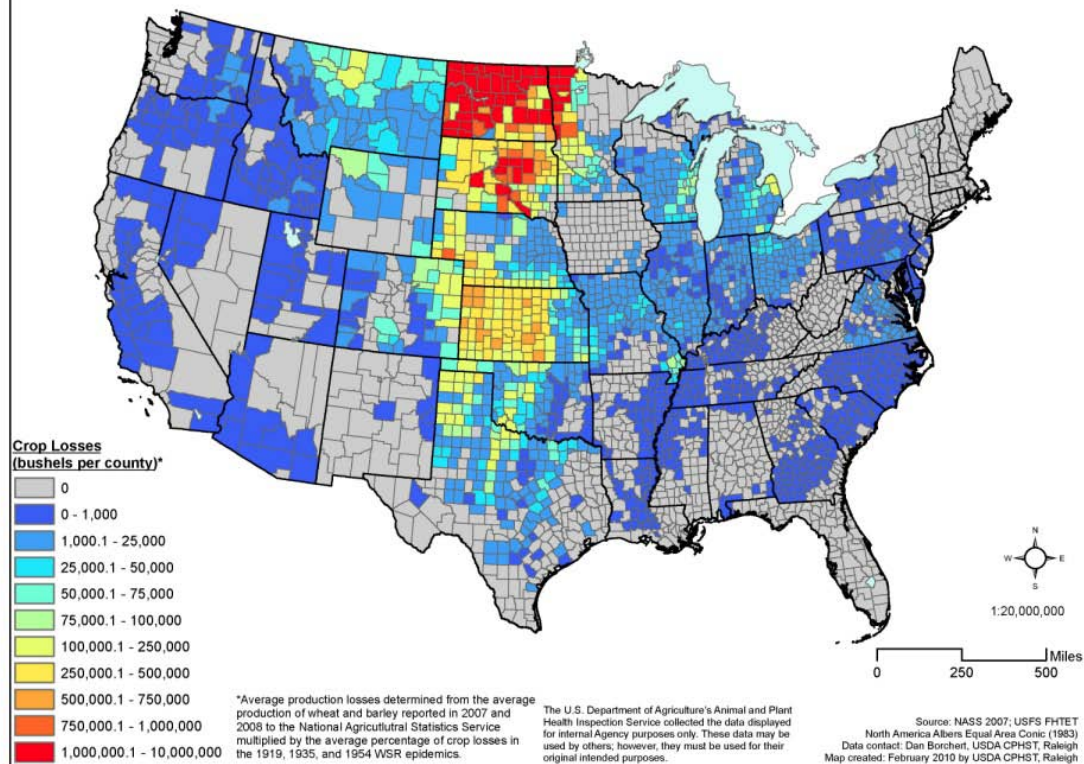 Crop Losses
(bushels per county)*
0
0 - 1,000
1,000.1 - 25,000
25,000.1 - 50,000
50,000.1 - 75,000
75,000.1 - 100,000
100,000.1 - 250,000
250,000.1 - 500,000
500,000.1 - 750,000
750,000.1 - 1,000,000
1,000,000.1 - 10,000,000
*Average production losses determined from the average
production of wheat and barley reported in 2007 and
2008 to the National Agricutlutral Statistics Service
multiplied by the average percentage of crop losses in
the 1919, 1935, and 1954 WSR epidemics.
The U.S. Department of Agriculture's Animal and Plant
Health Inspection Service collected the data displayed
for internal Agency purposes only. These data may be
used by others; however, they must be used for their
original intended purposes.
N
W E
S
1:20,000,000
Miles
0 250 500
Source: NASS 2007; USFS FHTET
North America Albers Equal Area Conic (1983)
Data contact: Dan Borchert, USDA CPHST, Raleigh
Map created: February 2010 by USDA CPHST, Raleigh